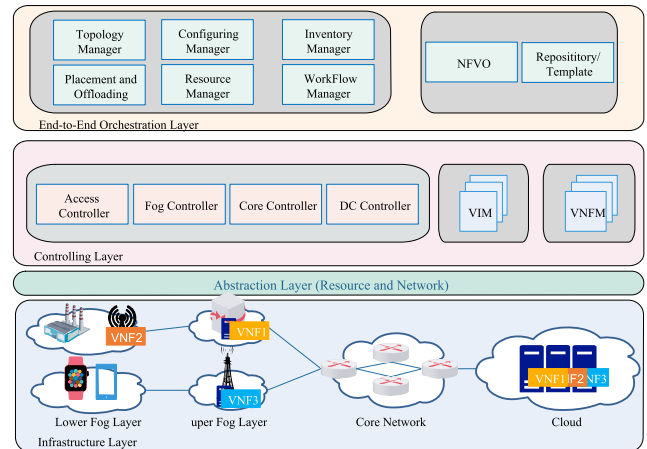 Topology
Manager
Configuring
Manager
Inventory
Manager
Placement and
Offloading
Resource
Manager
WorkFlow
Manager
NFVO
Reposititory/
Template
End-to-End Orchestration Layer
Access
Controller
Fog Controller
Core Controller
DC Controller
VIM
VNFM
Controlling Layer
Abstraction Layer (Resource and Network)
VNF2
VNF1
VNF3
VNF1
IF2
NF3
Lower Fog Layer
uper Fog Layer
Core Network
Cloud
Infrastructure Layer